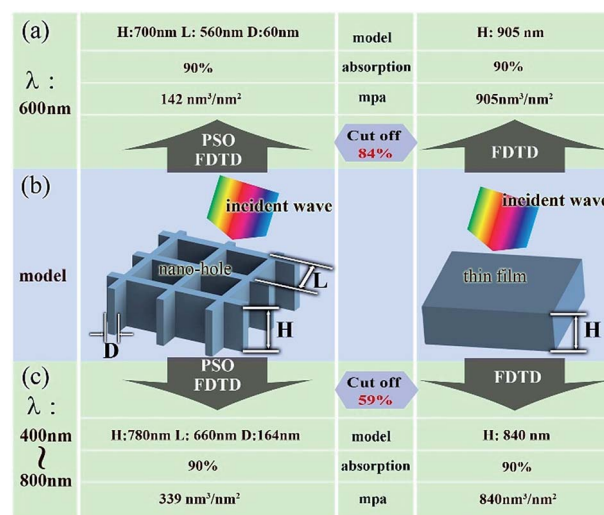 (a)
λ :
600nm
H:700nm L: 560nm D:60nm
model
H: 905 nm
90%
absorption
90%
142 nm³/nm²
mpa
905nm³/nm²
PSO
FDTD
Cut off
84%
FDTD
(b)
model
incident wave
nano-hole
L
H
D
incident wave
thin film
H
(c)
λ :
400nm
~
800nm
PSO
FDTD
Cut off
59%
FDTD
H:780nm L: 660nm D:164nm
model
H: 840 nm
90%
absorption
90%
339 nm³/nm²
mpa
840nm³/nm²